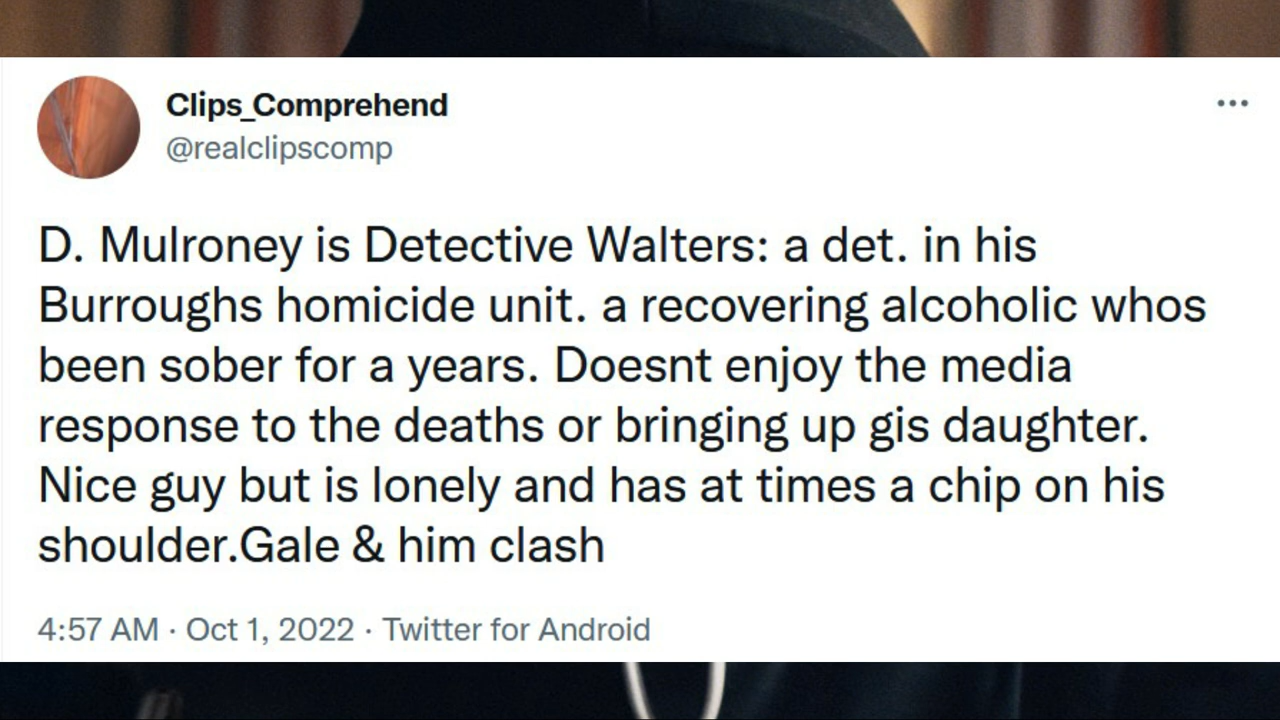 Clips_Comprehend
@realclipscomp
D. Mulroney is Detective Walters: a det. in his
Burroughs homicide unit. a recovering alcoholic whos
been sober for a years. Doesnt enjoy the media
response to the deaths or bringing up gis daughter.
Nice guy but is lonely and has at times a chip on his
shoulder.Gale & him clash
4:57 AM · Oct 1, 2022 · Twitter for Android